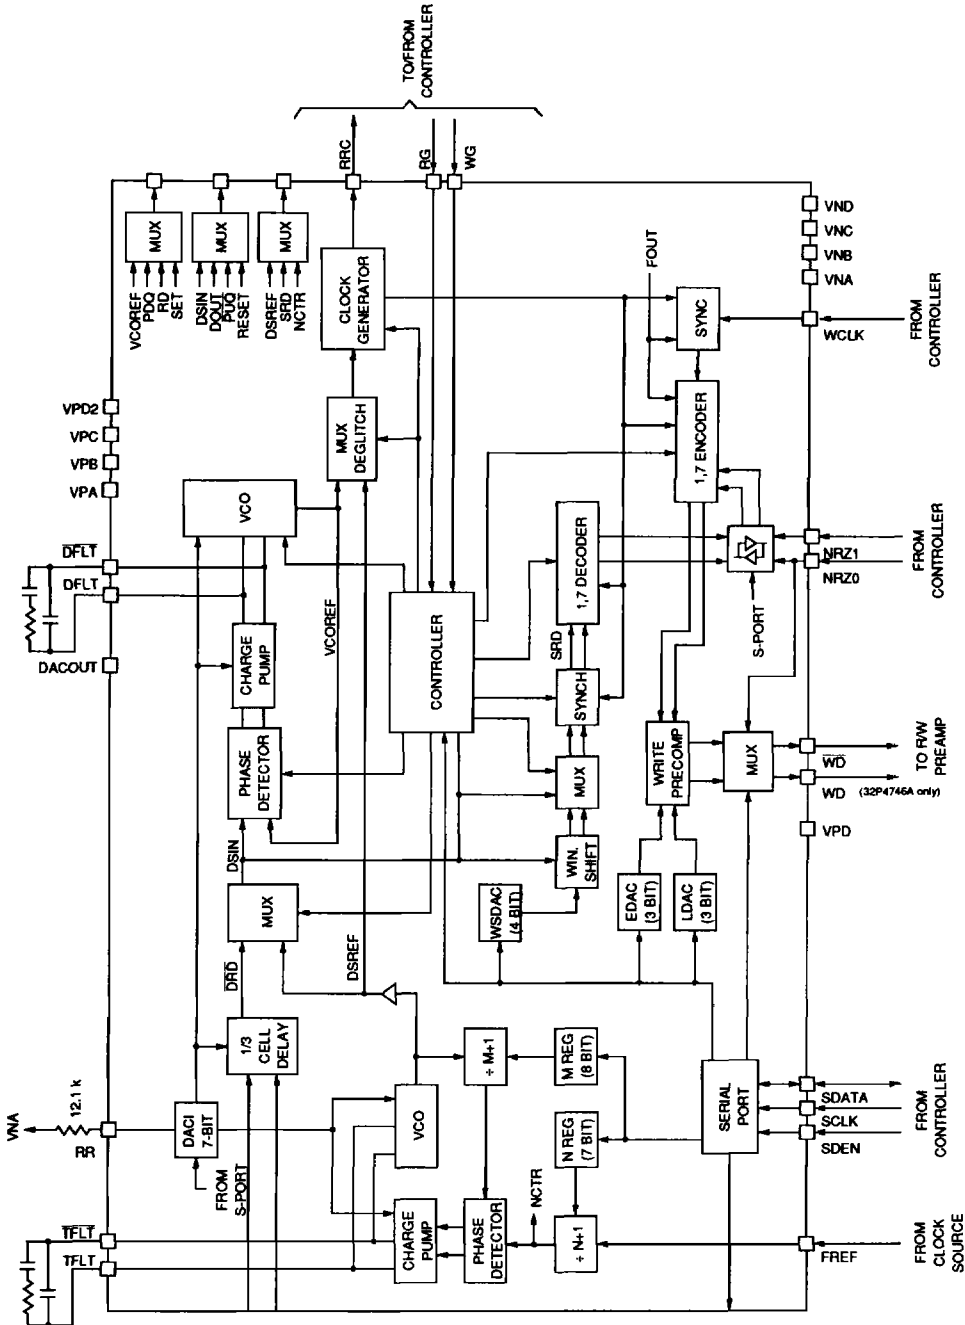 TO/FROM
CONTROLLER
RRC
RG
WG
VCOREF
PDQ
RD
SET
MUX
DSIN
DOUT
PUQ
RESET
MUX
DSREF
SRD
NCTR
MUX
CLOCK
GENERATOR
FOUT
VND
VNC
VNB
VNA
SYNC
WCLK
FROM
CONTROLLER
VPD2
VPC
VPB
VPA
MUX
DEGLITCH
1,7 ENCODER
VCO
DFLT
DFLT
DACOUT
CHARGE
PUMP
PHASE
DETECTOR
VCOREF
CONTROLLER
1,7 DECODER
SRD
SYNCH
MUX
WIN.
SHIFT
NRZ1
NRZ0
FROM
CONTROLLER
S-PORT
WRITE
PRECOMP
MUX
WD
WD
(32P4746A only)
TO R/W
PREAMP
VPD
DSIN
MUX
DRD
DSREF
WSDAC
(4 BIT)
EDAC
(3 BIT)
LDAC
(3 BIT)
1/3
CELL
DELAY
VNA
12.1 k
RR
DACI
7-BIT
FROM
S-PORT
VCO
÷ M+1
M REG
(8 BIT)
N REG
(7 BIT)
SERIAL
PORT
SDATA
SCLK
SDEN
FROM
CONTROLLER
TFLT
TFLT
CHARGE
PUMP
PHASE
DETECTOR
NCTR
÷ N+1
FREF
FROM
CLOCK
SOURCE